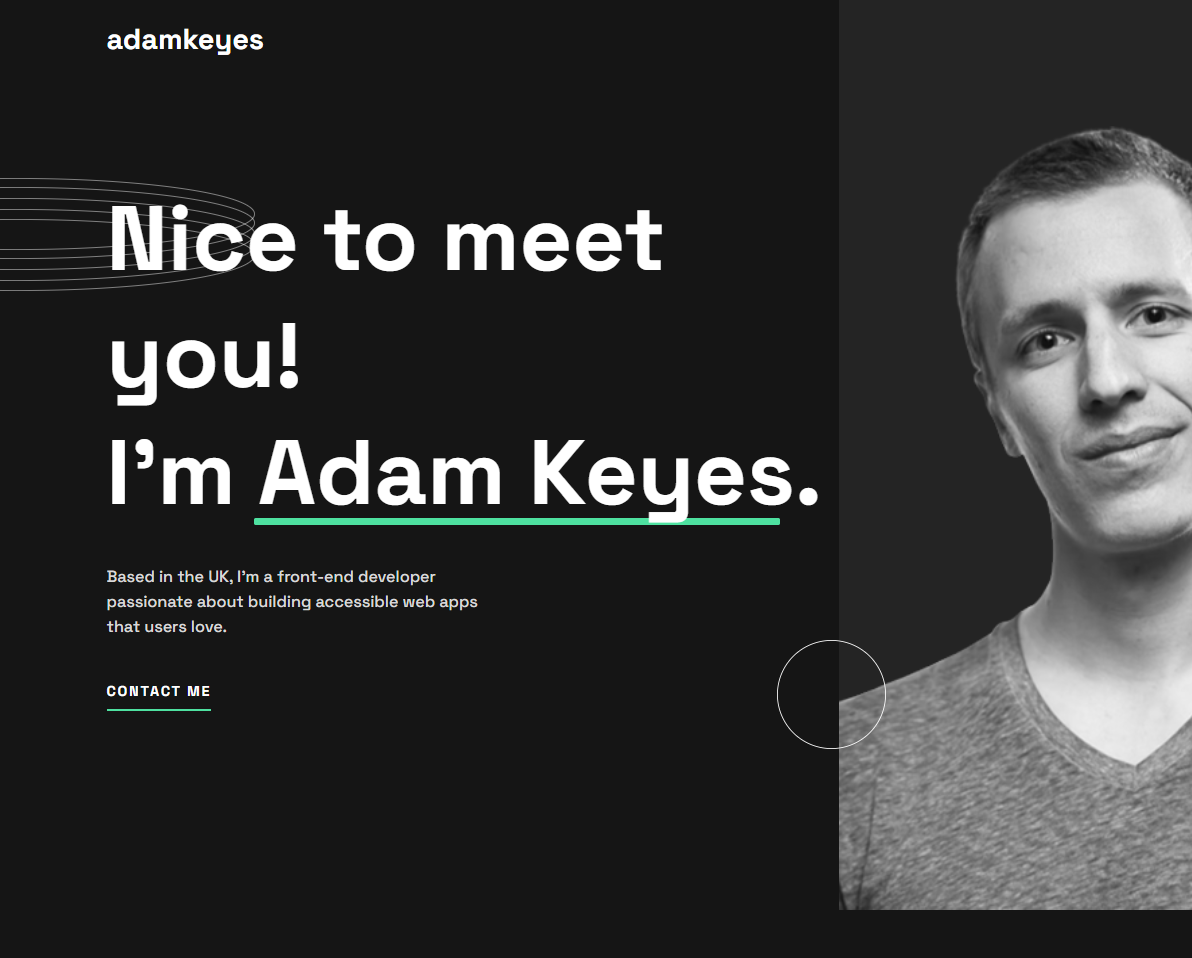 adamkeyes
Nice to meet
you!
I’m Adam Keyes.
Based in the UK, I’m a front-end developer
passionate about building accessible web apps
that users love.
CONTACT ME